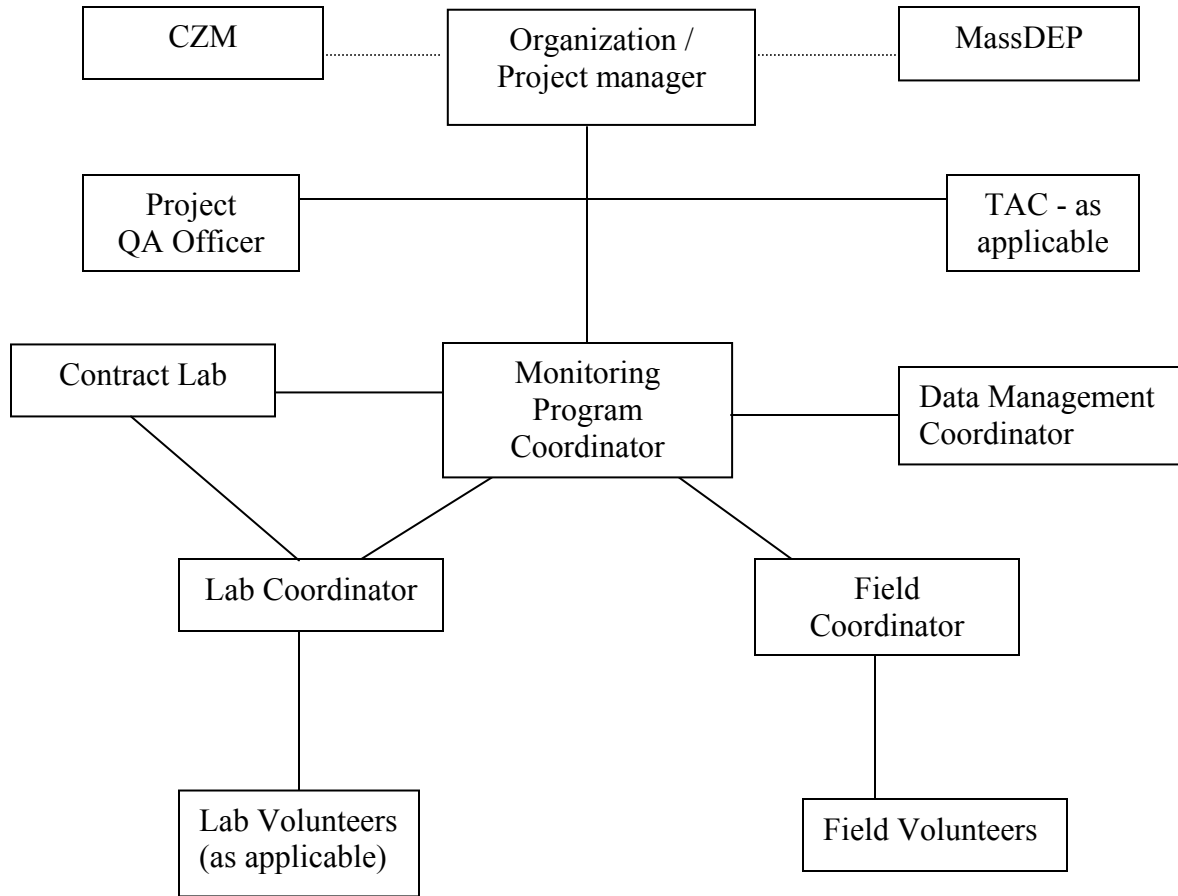 CZM
Organization /
Project manager
MassDEP
Project
QA Officer
TAC - as
applicable
Contract Lab
Monitoring
Program
Coordinator
Data Management
Coordinator
Lab Coordinator
Field
Coordinator
Lab Volunteers
(as applicable)
Field Volunteers